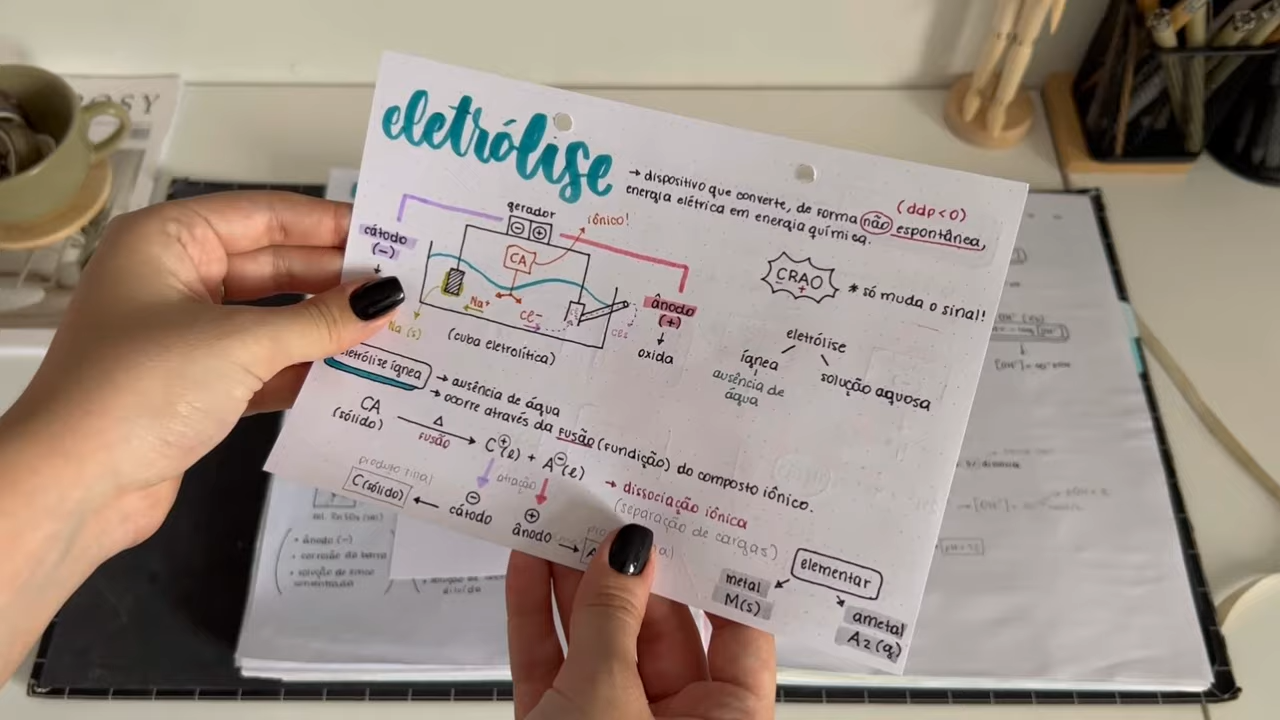 OSY
eletrólise
→ dispositivo que converte, de forma não espontânea,
(ddp<0)
energia elétrica em energia química.
gerador
⊖ ⊕
iônico!
cátodo
(−)
CA
Na+
Cl−
Na (s)
(cuba eletrolítica)
ânodo
(+)
↓
oxida
CRAO
+
* só muda o sinal!
eletrólise
ígnea
ausência de
água
solução aquosa
eletrólise ígnea
→ ausência de água
→ ocorre através da fusão (fundição) do composto iônico.
CA
(sólido)
Δ
fusão
C⊕(l) + A⊖(l)
atração
→ dissociação iônica
(separação de cargas)
produto final
C(sólido)
←
⊖
cátodo
⊕
ânodo →
elementar
metal
M(s)
ametal
A2(g)
• ânodo (−)